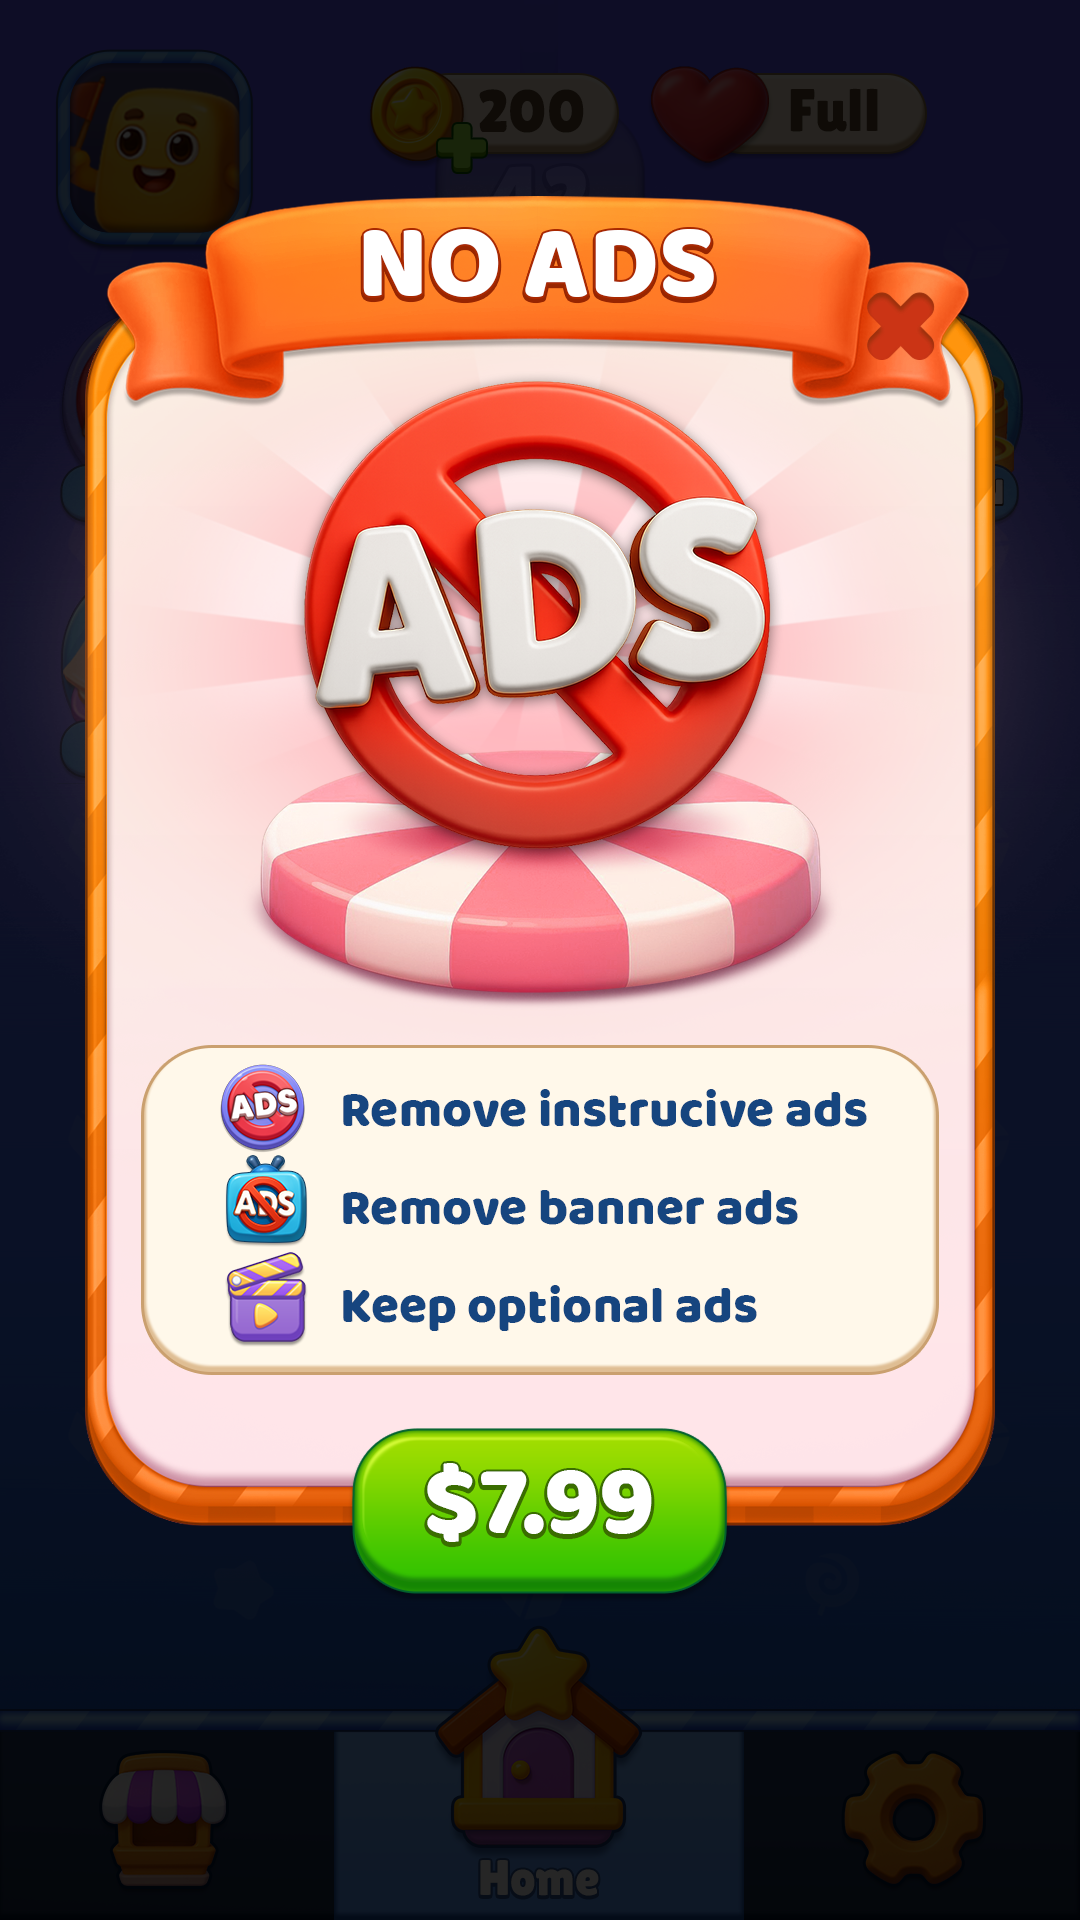 200
Full
42
NO ADS
ADS
ADS
Remove instrucive ads
ADS
Remove banner ads
Keep optional ads
$7.99
Home